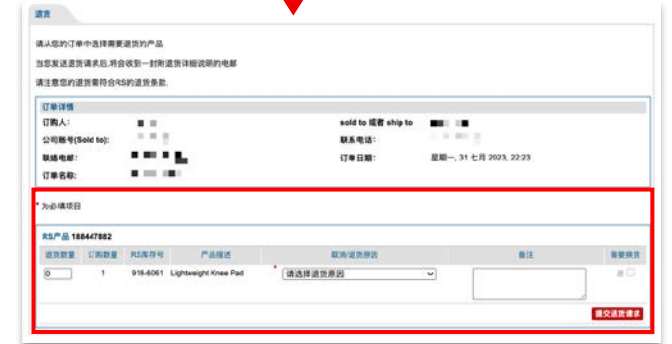 退货
请从您的订单中选择需要退货的产品
当您发送退货请求后,将会收到一封附退货详细说明的电邮
请注意您的退货需符合RS的退货条款.
订单详情
订购人: sold to 或者 ship to
公司账号(Sold to): 联系电话:
联络电邮: 订单日期: 星期一, 31 七月 2023, 22:23
订单名称:
* 为必填项目
RS产品 188447882
退货数量 订购数量 RS库存号 产品描述 取消/退货原因 备注 需要换货
0 1 918-6061 Lightweight Knee Pad * 请选择退货原因 是
提交退货请求